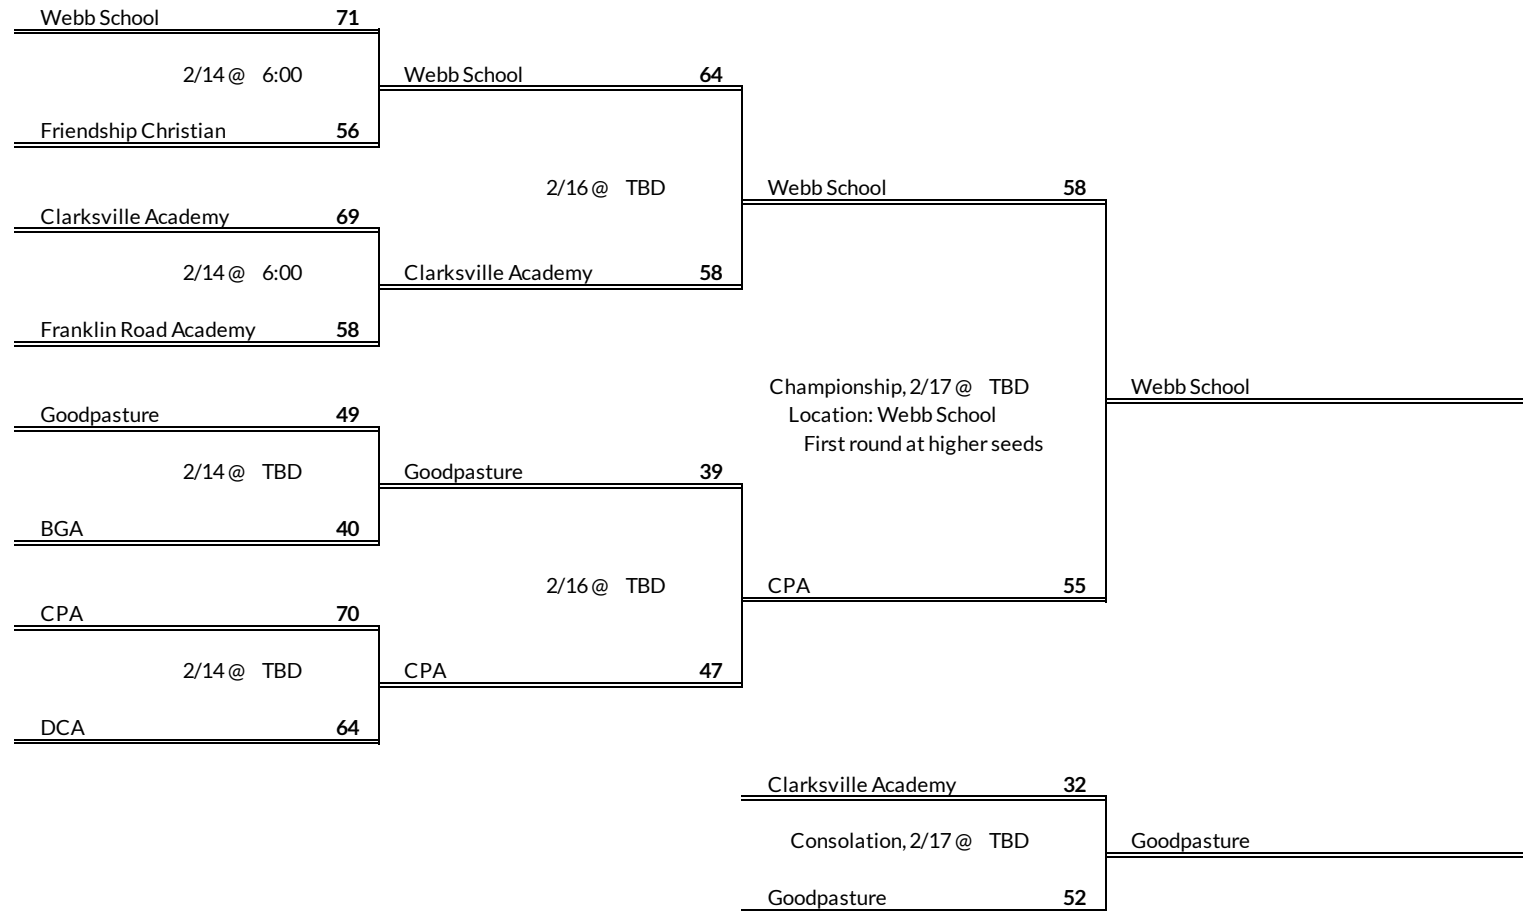 Webb School 71
2/14 @ 6:00
Webb School 64
Friendship Christian 56
2/16 @ TBD
Webb School 58
Clarksville Academy 69
2/14 @ 6:00
Clarksville Academy 58
Franklin Road Academy 58
Championship, 2/17 @ TBD
Webb School
Location: Webb School
First round at higher seeds
Goodpasture 49
2/14 @ TBD
Goodpasture 39
BGA 40
2/16 @ TBD
CPA 55
CPA 70
2/14 @ TBD
CPA 47
DCA 64
Clarksville Academy 32
Consolation, 2/17 @ TBD
Goodpasture
Goodpasture 52